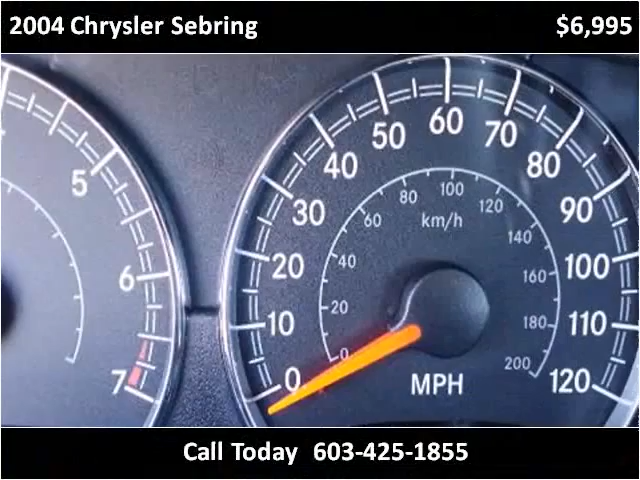 2004 Chrysler Sebring $6,995
60
50 70
40 80
5
30 90
20 100
6
10 110
7
0 120
km/h
0 20 40 60 80 100 120 140 160 180 200
MPH
Call Today 603-425-1855